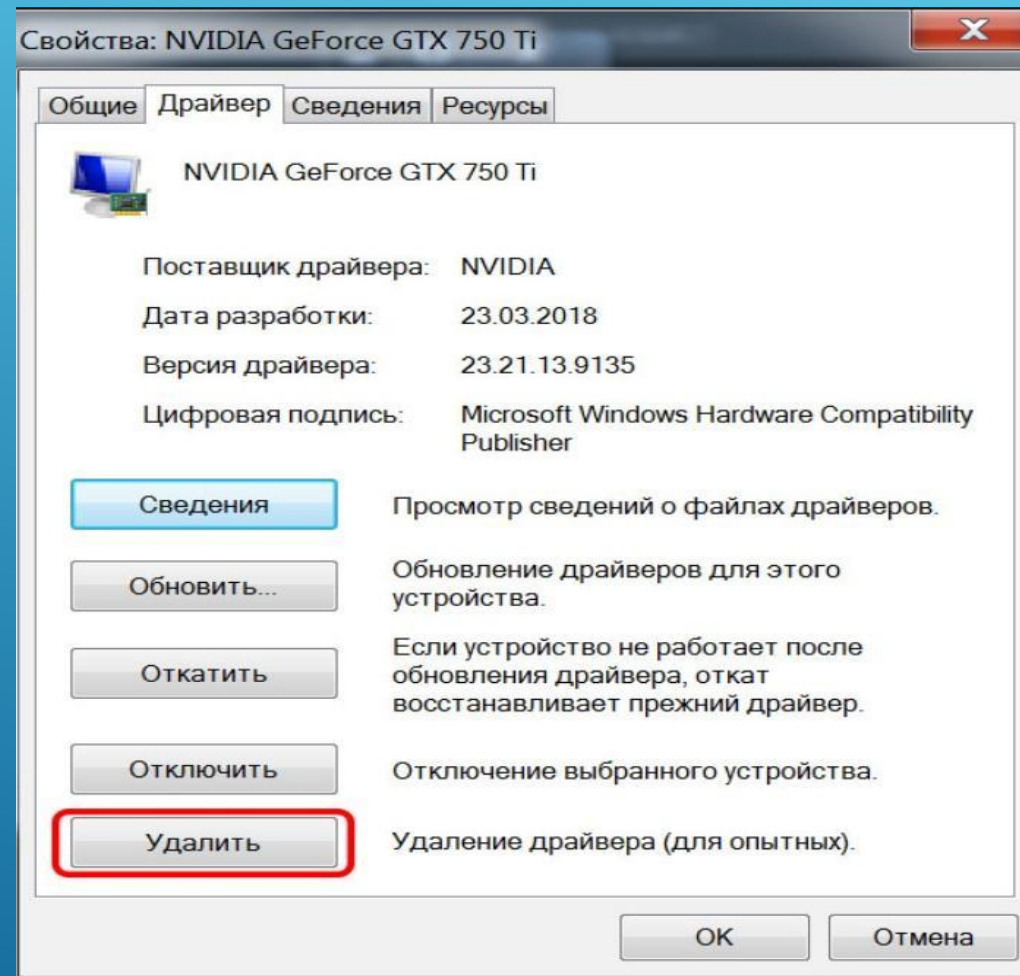 Свойства: NVIDIA GeForce GTX 750 Ti
Общие Драйвер Сведения Ресурсы
NVIDIA GeForce GTX 750 Ti
Поставщик драйвера: NVIDIA
Дата разработки: 23.03.2018
Версия драйвера: 23.21.13.9135
Цифровая подпись: Microsoft Windows Hardware Compatibility
Publisher
Сведения Просмотр сведений о файлах драйверов.
Обновить... Обновление драйверов для этого
устройства.
Откатить Если устройство не работает после
обновления драйвера, откат
восстанавливает прежний драйвер.
Отключить Отключение выбранного устройства.
Удалить Удаление драйвера (для опытных).
OK Отмена